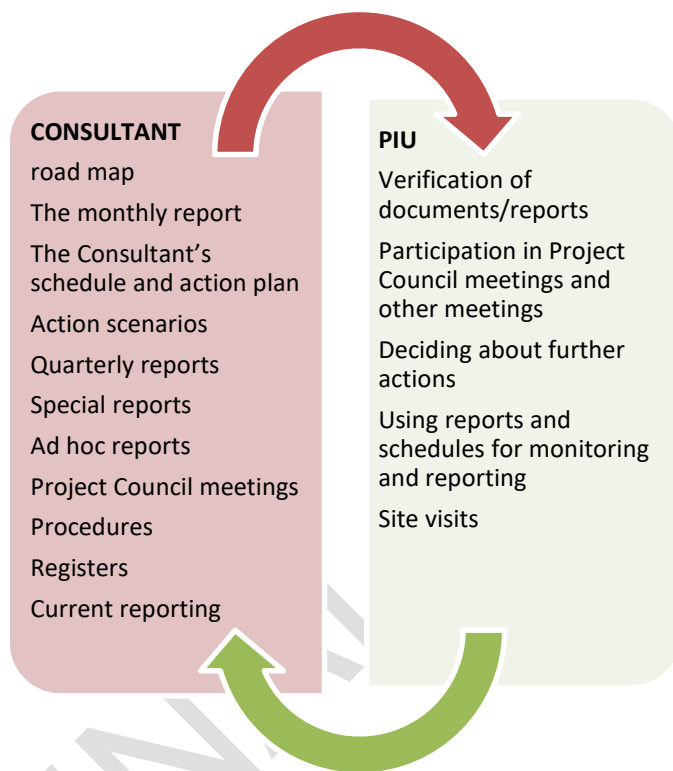 CONSULTANT
road map
The monthly report
The Consultant's
schedule and action plan
Action scenarios
Quarterly reports
Special reports
Ad hoc reports
Project Council meetings
Procedures
Registers
Current reporting
PIU
Verification of
documents/reports
Participation in Project
Council meetings and
other meetings
Deciding about further
actions
Using reports and
schedules for monitoring
and reporting
Site visits